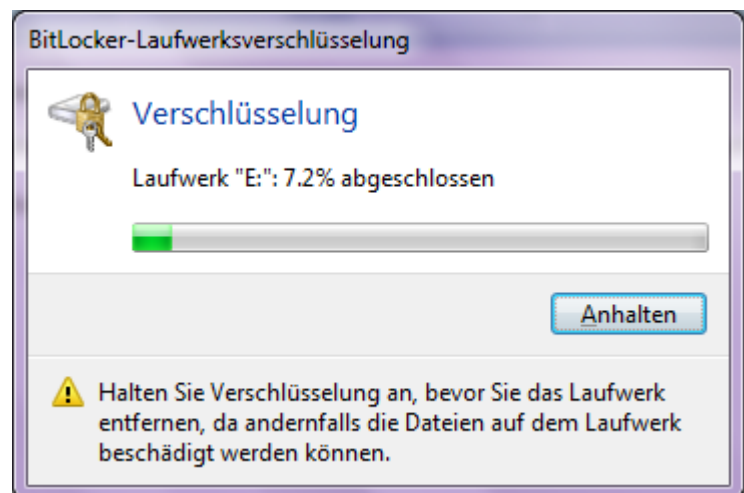 BitLocker-Laufwerksverschlüsselung
Verschlüsselung
Laufwerk "E:": 7.2% abgeschlossen
Anhalten
Halten Sie Verschlüsselung an, bevor Sie das Laufwerk
entfernen, da andernfalls die Dateien auf dem Laufwerk
beschädigt werden können.